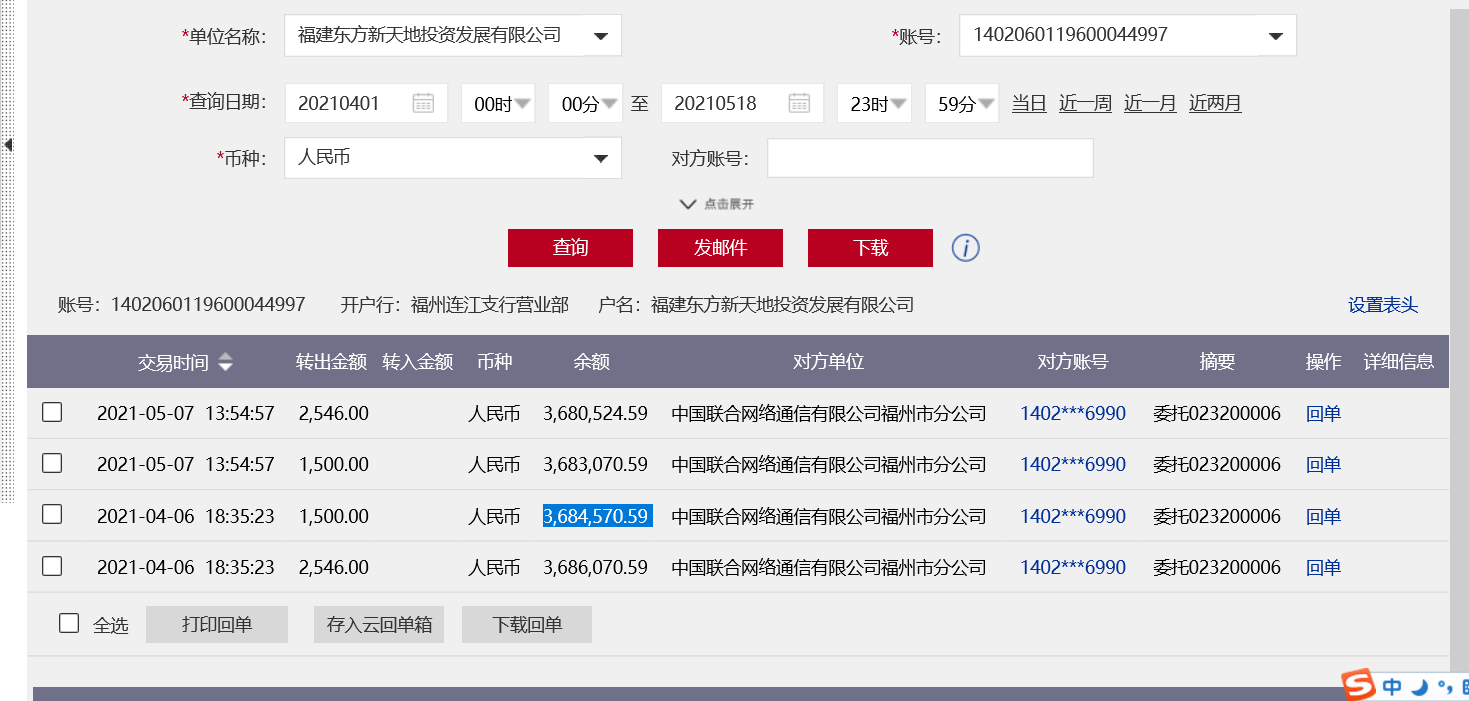 *单位名称: 福建东方新天地投资发展有限公司 *账号: 1402060119600044997
*查询日期: 20210401 00时 00分 至 20210518 23时 59分 当日 近一周 近一月 近两月
*币种: 人民币 对方账号:
点击展开
查询 发邮件 下载 i
账号: 1402060119600044997 开户行: 福州连江支行营业部 户名: 福建东方新天地投资发展有限公司 设置表头
交易时间 转出金额 转入金额 币种 余额 对方单位 对方账号 摘要 操作 详细信息
2021-05-07 13:54:57 2,546.00 人民币 3,680,524.59 中国联合网络通信有限公司福州市分公司 1402***6990 委托023200006 回单
2021-05-07 13:54:57 1,500.00 人民币 3,683,070.59 中国联合网络通信有限公司福州市分公司 1402***6990 委托023200006 回单
2021-04-06 18:35:23 1,500.00 人民币 3,684,570.59 中国联合网络通信有限公司福州市分公司 1402***6990 委托023200006 回单
2021-04-06 18:35:23 2,546.00 人民币 3,686,070.59 中国联合网络通信有限公司福州市分公司 1402***6990 委托023200006 回单
全选 打印回单 存入云回单箱 下载回单
S 中